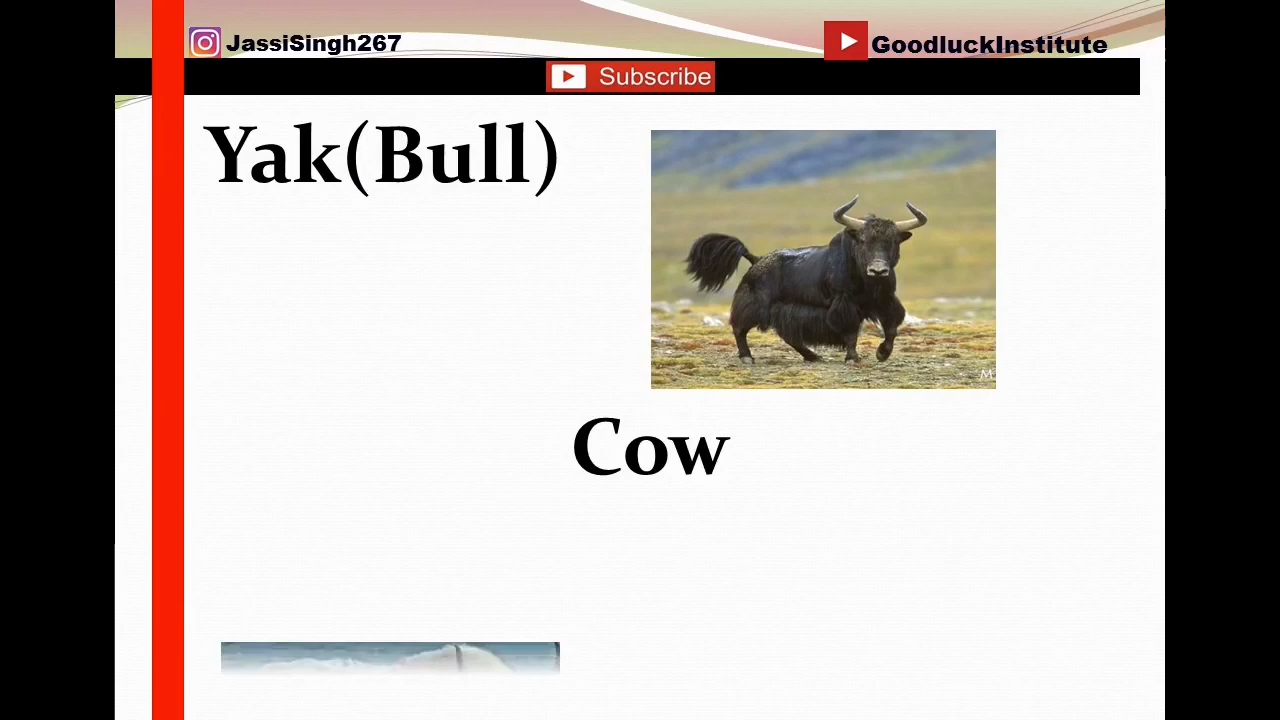 JassiSingh267
GoodluckInstitute
Subscribe
Yak(Bull)
M
Cow